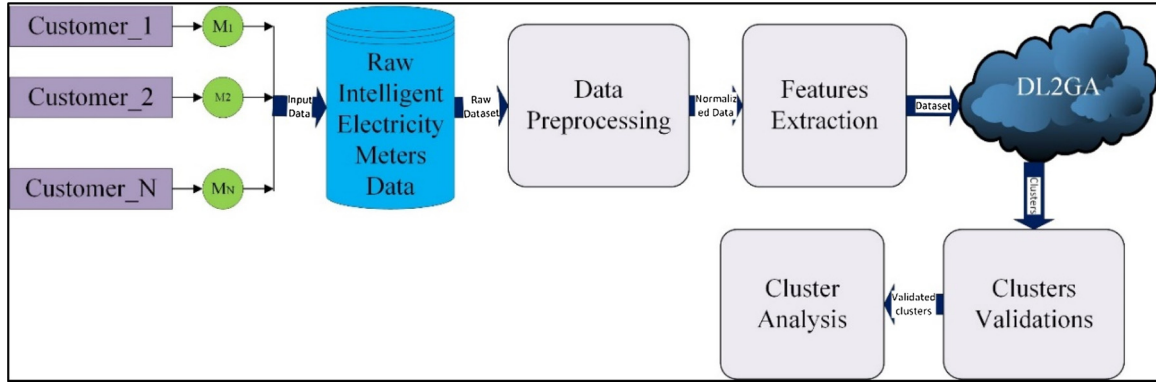 Customer_1
M1
Customer_2
M2
Customer_N
MN
Input
Data
Raw
Intelligent
Electricity
Meters
Data
Raw
Dataset
Data
Preprocessing
Normaliz
ed Data
Features
Extraction
Dataset
DL2GA
Clusters
Clusters
Validations
Validated
clusters
Cluster
Analysis